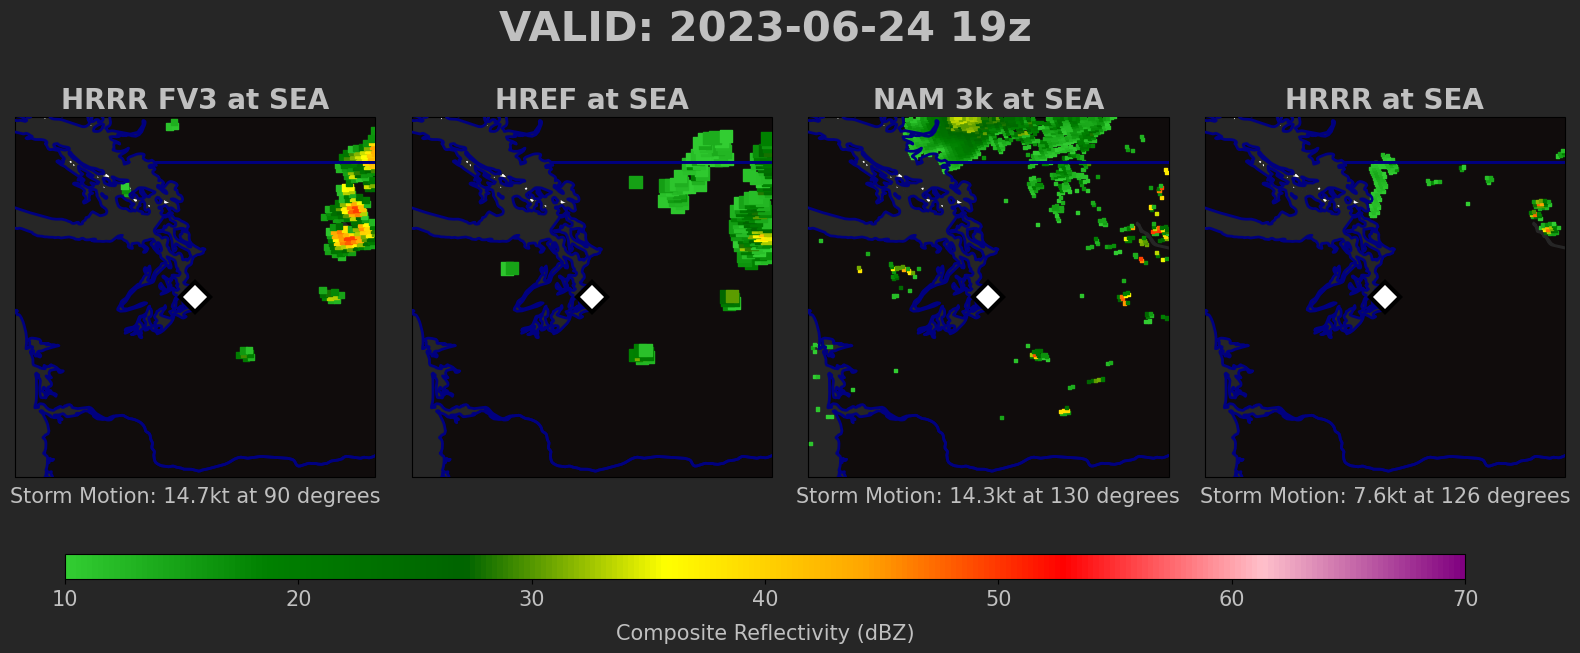 VALID: 2023-06-24 19z
HRRR FV3 at SEA
HREF at SEA
NAM 3k at SEA
HRRR at SEA
Storm Motion: 14.7kt at 90 degrees
Storm Motion: 14.3kt at 130 degrees
Storm Motion: 7.6kt at 126 degrees
10 20 30 40 50 60 70
Composite Reflectivity (dBZ)